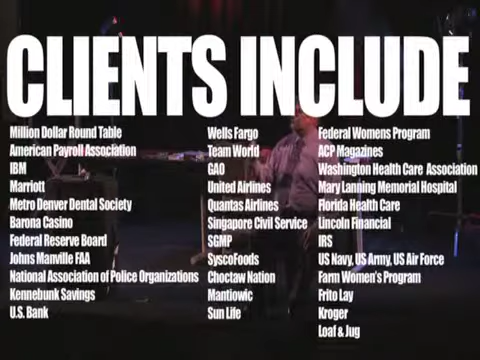 CLIENTS INCLUDE
Million Dollar Round Table
American Payroll Association
IBM
Marriott
Metro Denver Dental Society
Barona Casino
Federal Reserve Board
Johns Manville FAA
National Association of Police Organizations
Kennebunk Savings
U.S. Bank
Wells Fargo
Team World
GAO
United Airlines
Quantas Airlines
Singapore Civil Service
SGMP
SyscoFoods
Choctaw Nation
Mantiowic
Sun Life
Federal Womens Program
ACP Magazines
Washington Health Care Association
Mary Lanning Memorial Hospital
Florida Health Care
Lincoln Financial
IRS
US Navy, US Army, US Air Force
Farm Women's Program
Frito Lay
Kroger
Loaf & Jug